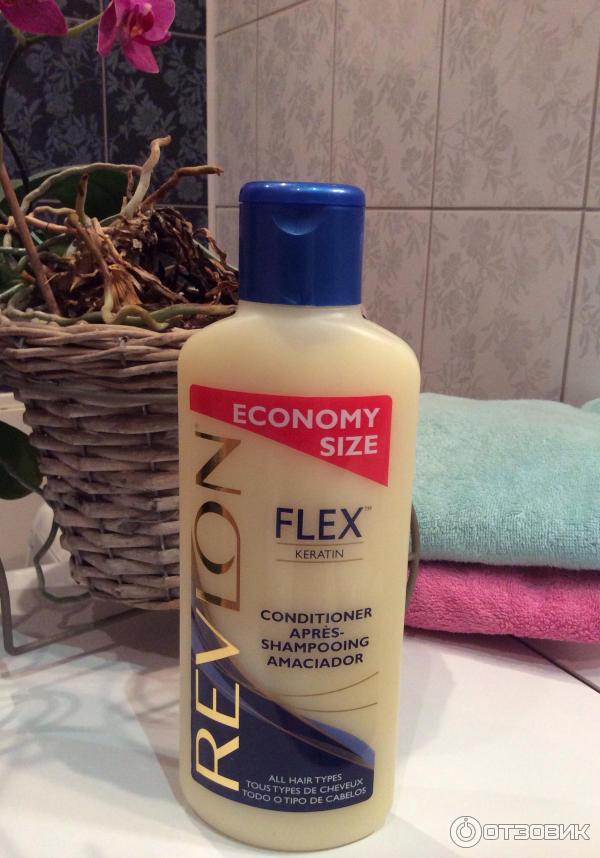 ECONOMY
SIZE
REVLON
FLEX™
KERATIN
CONDITIONER
APRÈS-
SHAMPOOING
AMACIADOR
ALL HAIR TYPES
TOUS TYPES DE CHEVEUX
TODO O TIPO DE CABELOS
ОТЗОВИК